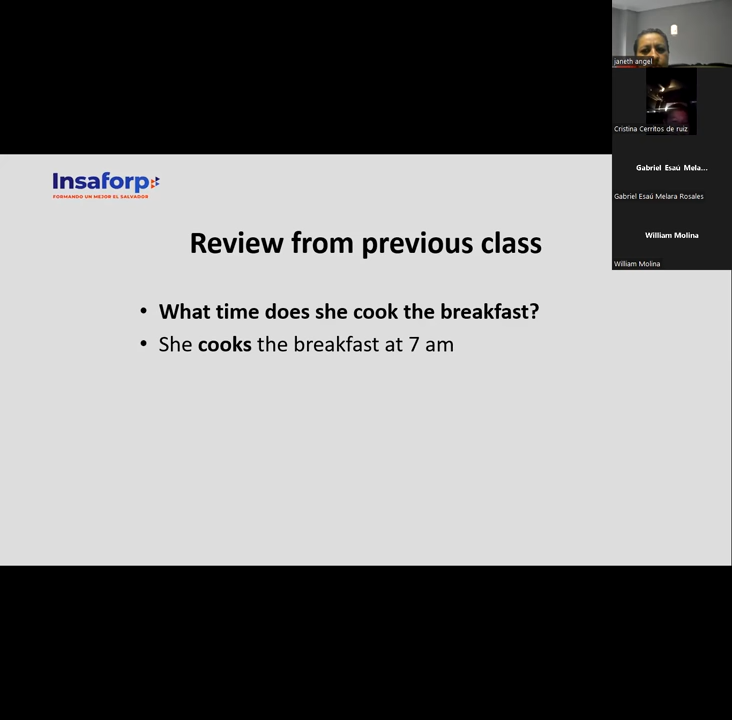 janeth angel
Cristina Cerritos de ruiz
Gabriel Esaú Mela...
Gabriel Esaú Melara Rosales
William Molina
William Molina
Insaforp
FORMANDO UN MEJOR EL SALVADOR
Review from previous class
• What time does she cook the breakfast?
• She cooks the breakfast at 7 am